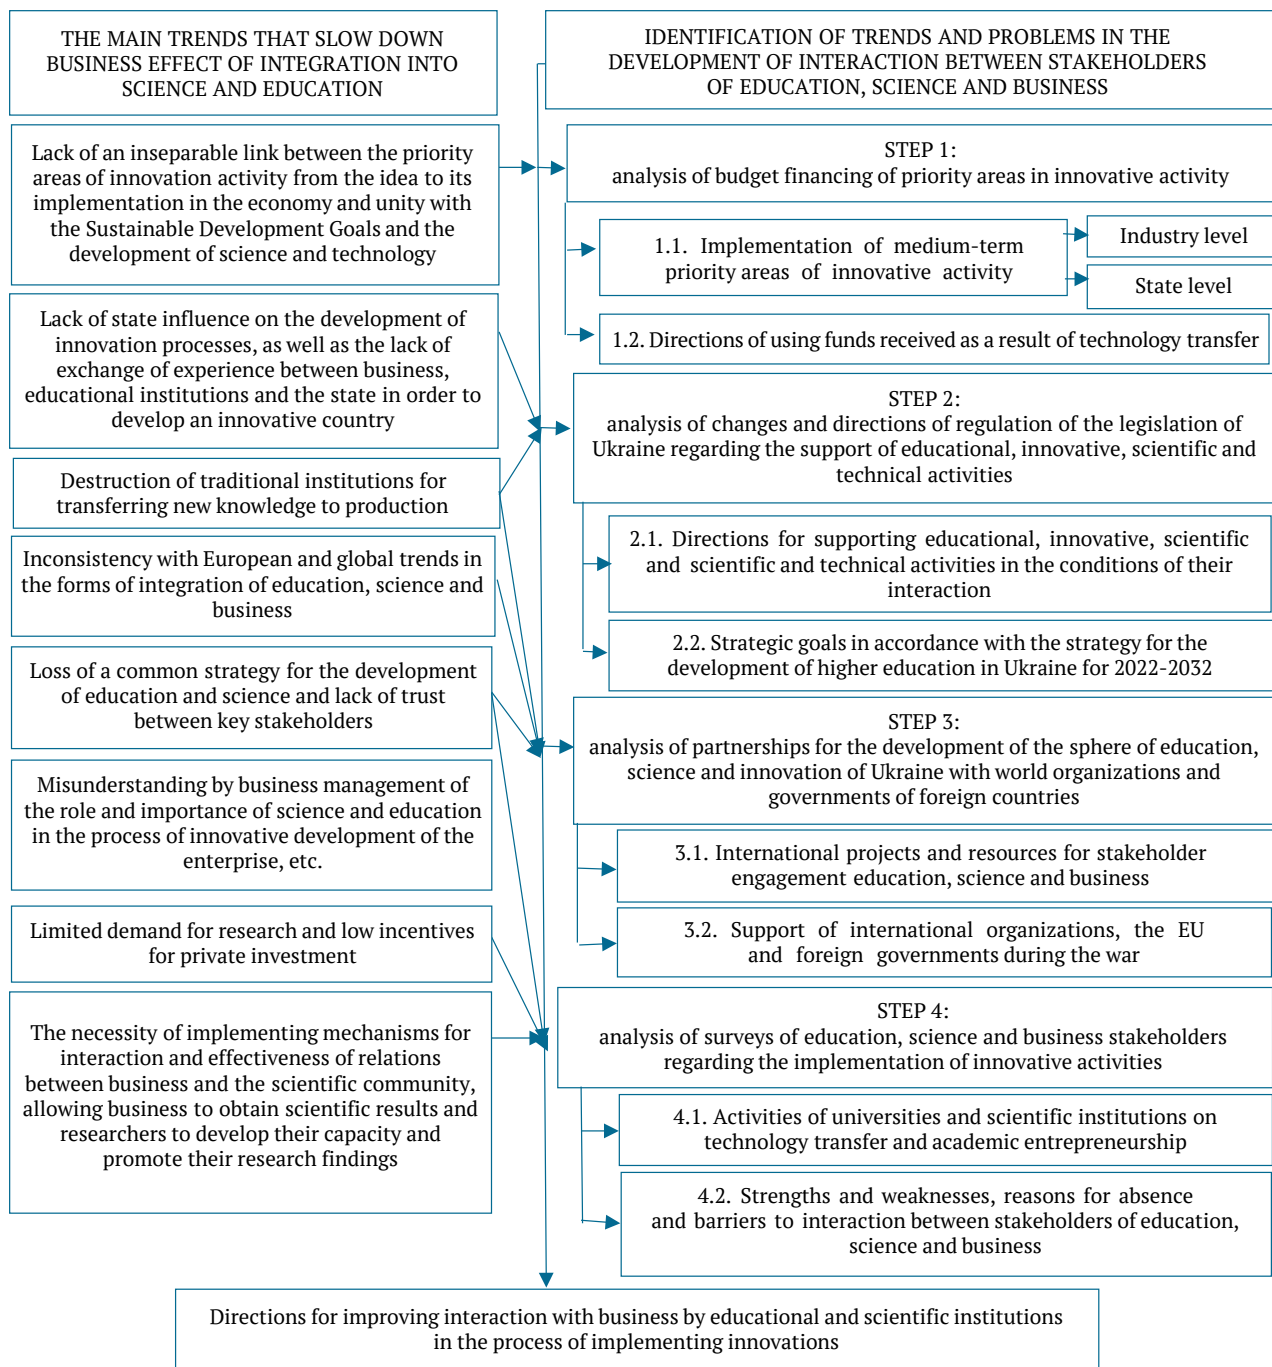 THE MAIN TRENDS THAT SLOW DOWN
BUSINESS EFFECT OF INTEGRATION INTO
SCIENCE AND EDUCATION
Lack of an inseparable link between the priority
areas of innovation activity from the idea to its
implementation in the economy and unity with
the Sustainable Development Goals and the
development of science and technology
Lack of state influence on the development of
innovation processes, as well as the lack of
exchange of experience between business,
educational institutions and the state in order to
develop an innovative country
Destruction of traditional institutions for
transferring new knowledge to production
Inconsistency with European and global trends in
the forms of integration of education, science and
business
Loss of a common strategy for the development
of education and science and lack of trust
between key stakeholders
Misunderstanding by business management of
the role and importance of science and education
in the process of innovative development of the
enterprise, etc.
Limited demand for research and low incentives
for private investment
The necessity of implementing mechanisms for
interaction and effectiveness of relations
between business and the scientific community,
allowing business to obtain scientific results and
researchers to develop their capacity and
promote their research findings
IDENTIFICATION OF TRENDS AND PROBLEMS IN THE
DEVELOPMENT OF INTERACTION BETWEEN STAKEHOLDERS
OF EDUCATION, SCIENCE AND BUSINESS
STEP 1:
analysis of budget financing of priority areas in innovative activity
1.1. Implementation of medium-term
priority areas of innovative activity
Industry level
State level
1.2. Directions of using funds received as a result of technology transfer
STEP 2:
analysis of changes and directions of regulation of the legislation of
Ukraine regarding the support of educational, innovative, scientific and
technical activities
2.1. Directions for supporting educational, innovative, scientific
and scientific and technical activities in the conditions of their
interaction
2.2. Strategic goals in accordance with the strategy for the
development of higher education in Ukraine for 2022-2032
STEP 3:
analysis of partnerships for the development of the sphere of education,
science and innovation of Ukraine with world organizations and
governments of foreign countries
3.1. International projects and resources for stakeholder
engagement education, science and business
3.2. Support of international organizations, the EU
and foreign governments during the war
STEP 4:
analysis of surveys of education, science and business stakeholders
regarding the implementation of innovative activities
4.1. Activities of universities and scientific institutions on
technology transfer and academic entrepreneurship
4.2. Strengths and weaknesses, reasons for absence
and barriers to interaction between stakeholders of education,
science and business
Directions for improving interaction with business by educational and scientific institutions
in the process of implementing innovations